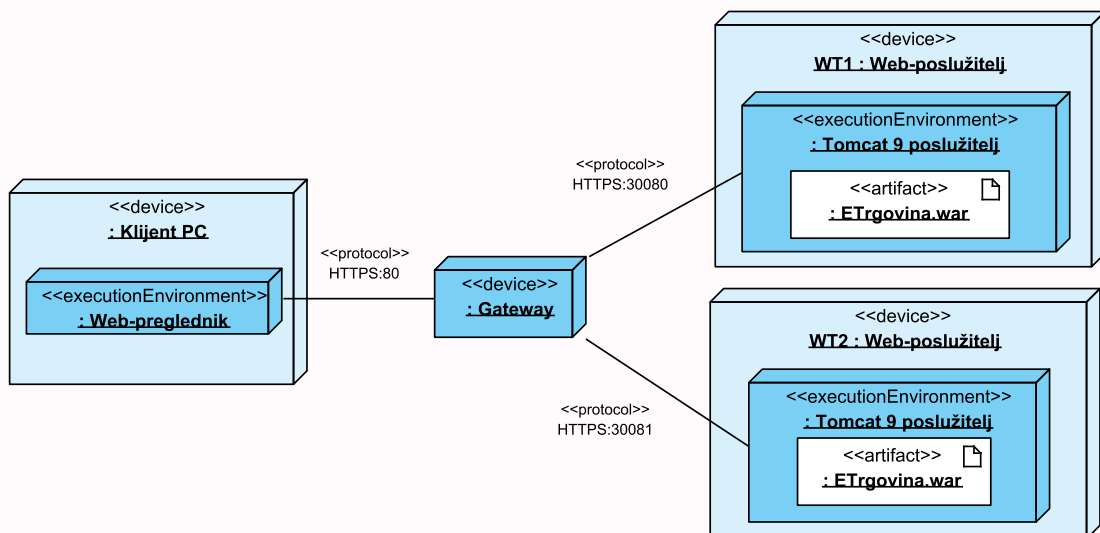 <<device>>
: Klijent PC
<<executionEnvironment>>
: Web-preglednik
<<protocol>>
HTTPS:80
<<device>>
: Gateway
<<protocol>>
HTTPS:30080
<<device>>
WT1 : Web-poslužitelj
<<executionEnvironment>>
: Tomcat 9 poslužitelj
<<artifact>>
: ETrgovina.war
<<protocol>>
HTTPS:30081
<<device>>
WT2 : Web-poslužitelj
<<executionEnvironment>>
: Tomcat 9 poslužitelj
<<artifact>>
: ETrgovina.war